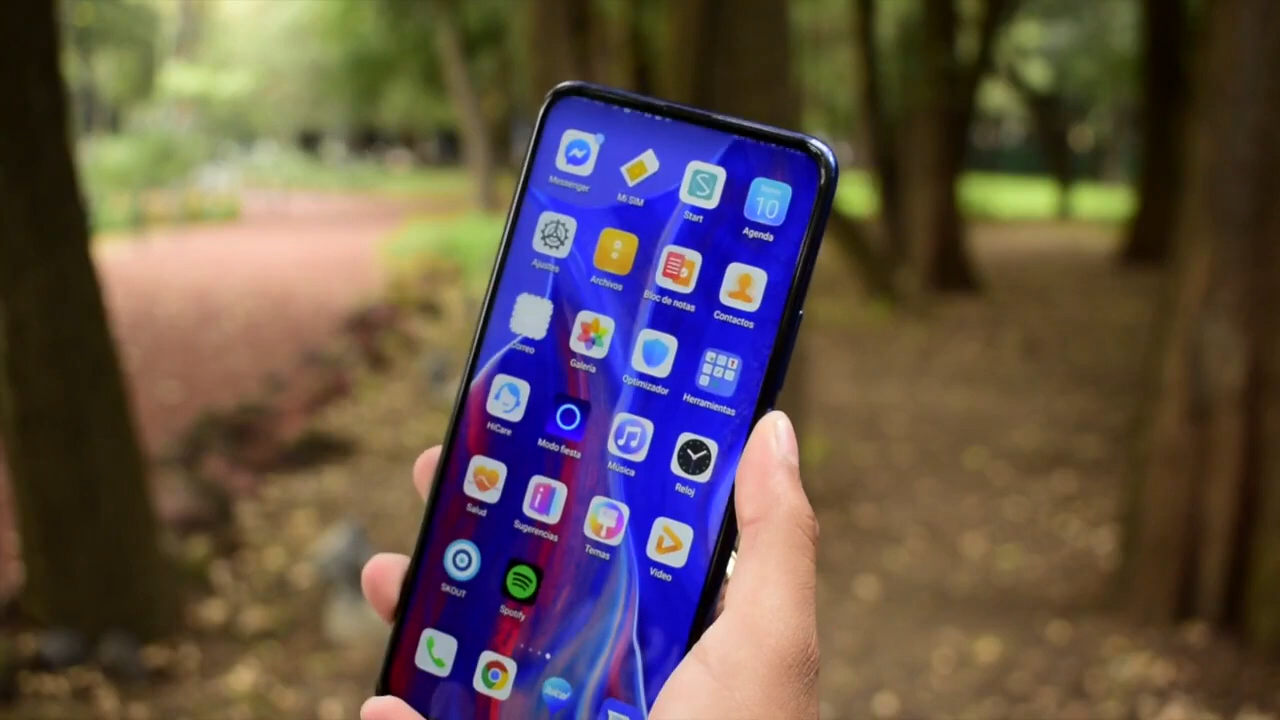 Messenger
Mi SIM
Start
10
Agenda
Ajustes
Archivos
Bloc de notas
Contactos
Correo
Galería
Optimizador
Herramientas
HiCare
Modo fiesta
Música
Reloj
Salud
Sugerencias
Temas
Video
SKOUT
Spotify